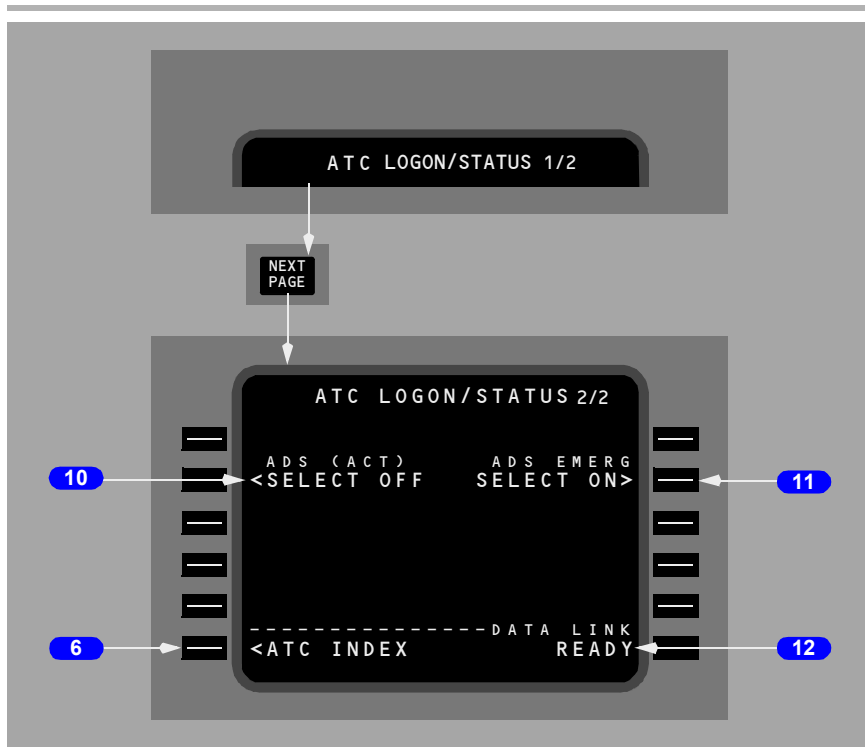 ATC LOGON/STATUS 1/2
NEXT
PAGE
ATC LOGON/STATUS 2/2
ADS (ACT) ADS EMERG
10 <SELECT OFF SELECT ON> 11
---------------DATA LINK
6 <ATC INDEX READY 12